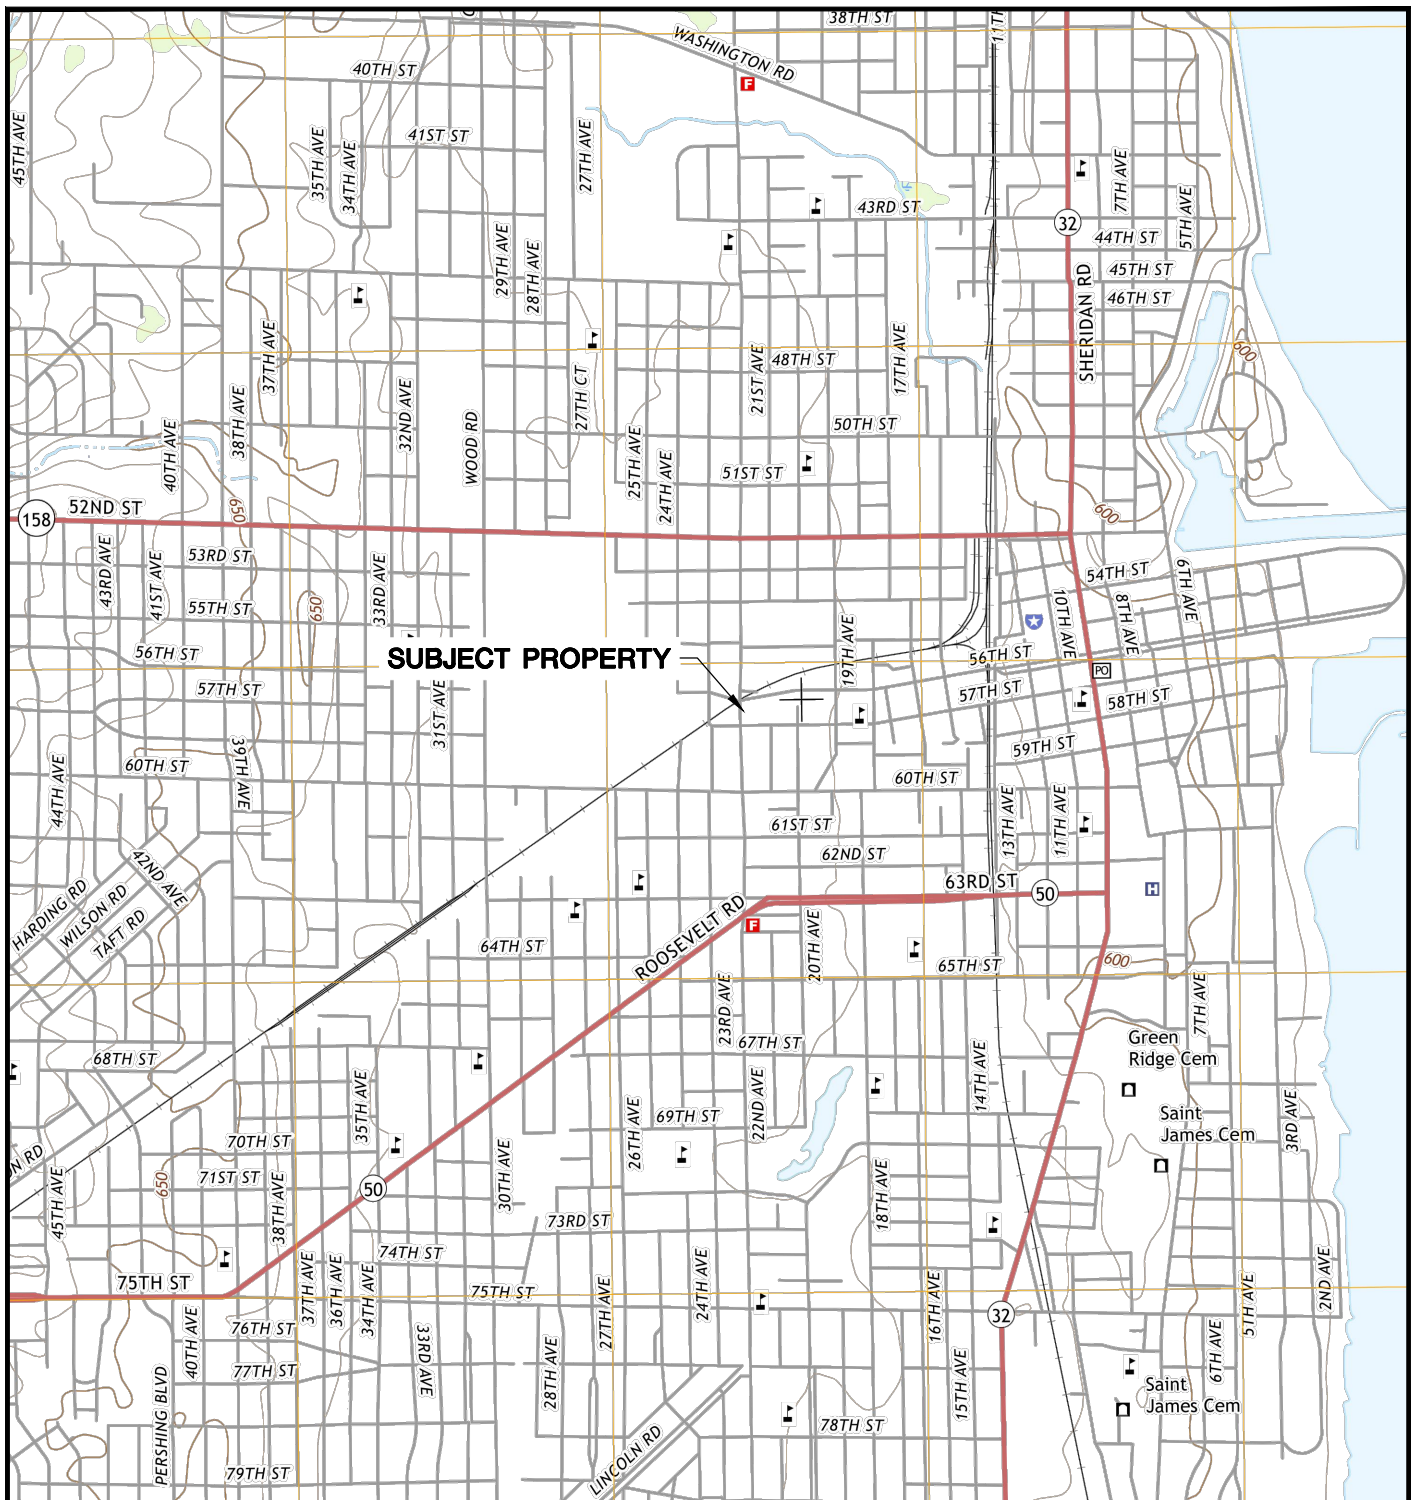 38TH ST
11TH
WASHINGTON RD
40TH ST
F
45TH AVE
35TH AVE
34TH AVE
41ST ST
27TH AVE
7TH AVE
5TH AVE
43RD ST
32
44TH ST
45TH ST
46TH ST
29TH AVE
28TH AVE
SHERIDAN RD
37TH AVE
48TH ST
21ST AVE
17TH AVE
600
38TH AVE
32ND AVE
27TH CT
40TH AVE
WOOD RD
50TH ST
25TH AVE
24TH AVE
51ST ST
158
52ND ST
650
600
53RD ST
43RD AVE
41ST AVE
33RD AVE
54TH ST
6TH AVE
55TH ST
650
10TH AVE
8TH AVE
19TH AVE
56TH ST
56TH ST
SUBJECT PROPERTY
PO
57TH ST
57TH ST
58TH ST
31ST AVE
59TH ST
60TH ST
39TH AVE
60TH ST
44TH AVE
13TH AVE
11TH AVE
61ST ST
62ND ST
42ND AVE
63RD ST
50
H
HARDING RD
WILSON RD
TAFT RD
ROOSEVELT RD
F
20TH AVE
64TH ST
65TH ST
600
23RD AVE
7TH AVE
67TH ST
Green
Ridge Cem
68TH ST
14TH AVE
35TH AVE
22ND AVE
3RD AVE
26TH AVE
69TH ST
Saint
James Cem
70TH ST
30TH AVE
ON RD
71ST ST
650
50
45TH AVE
38TH AVE
18TH AVE
73RD ST
74TH ST
75TH ST
37TH AVE
36TH AVE
34TH AVE
75TH ST
27TH AVE
24TH AVE
16TH AVE
5TH AVE
2ND AVE
32
76TH ST
40TH AVE
77TH ST
33RD AVE
28TH AVE
15TH AVE
6TH AVE
PERSHING BLVD
Saint
James Cem
78TH ST
LINCOLN RD
79TH ST